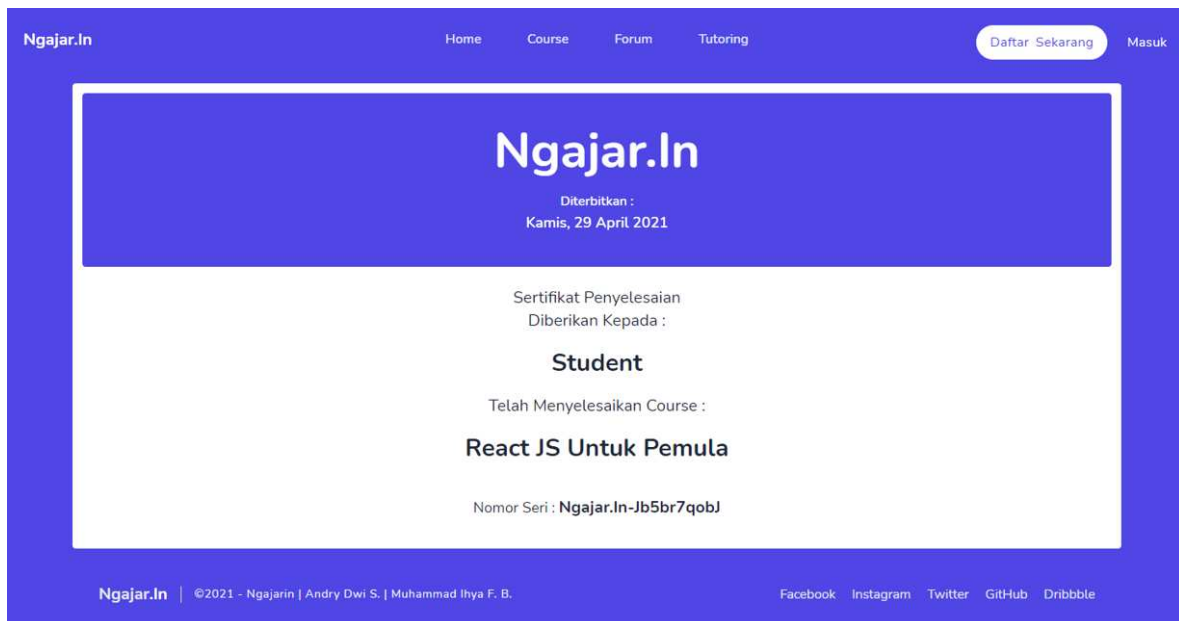 Ngajar.In Home Course Forum Tutoring Daftar Sekarang Masuk
Ngajar.In
Diterbitkan :
Kamis, 29 April 2021
Sertifikat Penyelesaian
Diberikan Kepada :
Student
Telah Menyelesaikan Course :
React JS Untuk Pemula
Nomor Seri : Ngajar.In-Jb5br7qobJ
Ngajar.In | ©2021 - Ngajarin | Andry Dwi S. | Muhammad Ihya F. B. Facebook Instagram Twitter GitHub Dribbble